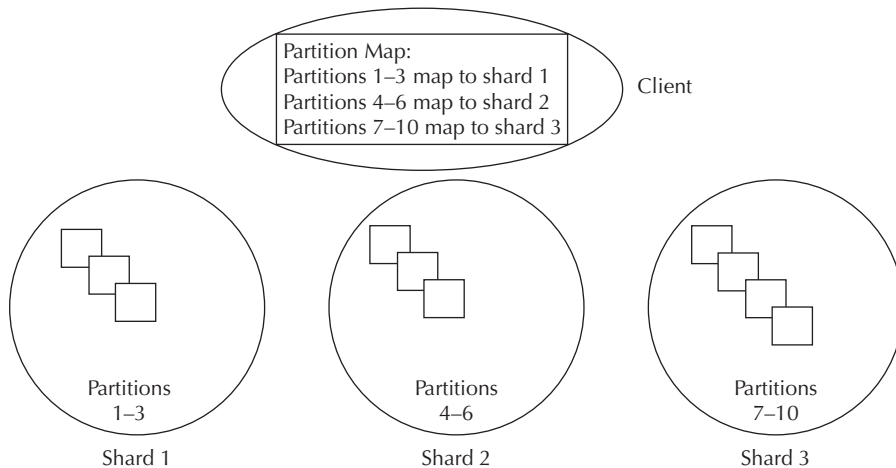 Partition Map:
Partitions 1–3 map to shard 1
Partitions 4–6 map to shard 2
Partitions 7–10 map to shard 3
Client
Partitions
1–3
Partitions
4–6
Partitions
7–10
Shard 1
Shard 2
Shard 3